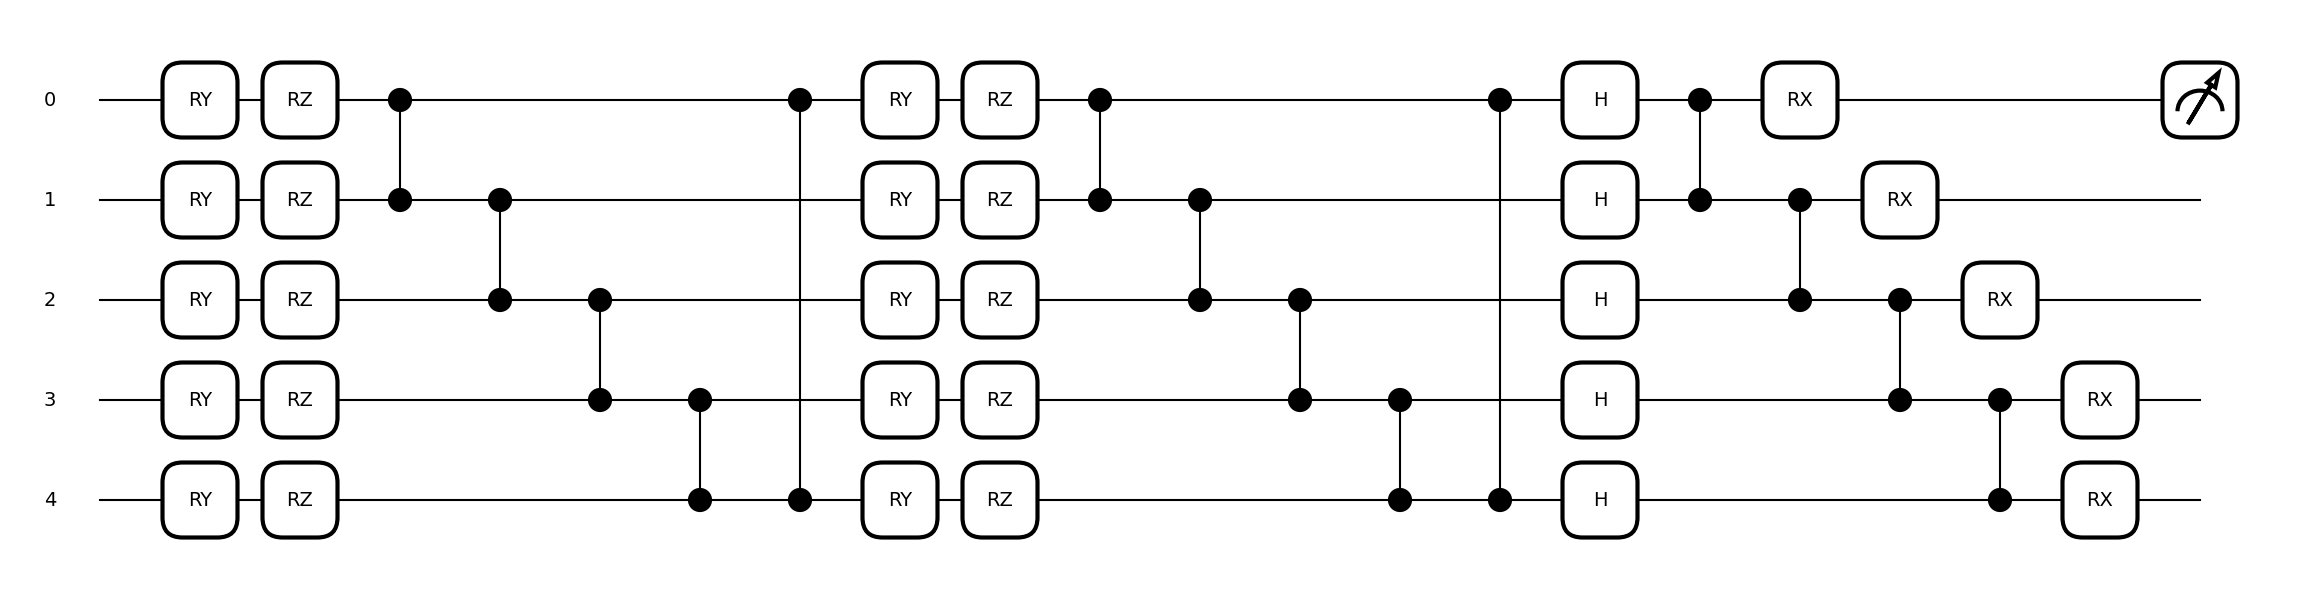 0 RY RZ RY RZ H RX
1 RY RZ RY RZ H RX
2 RY RZ RY RZ H RX
3 RY RZ RY RZ H RX
4 RY RZ RY RZ H RX